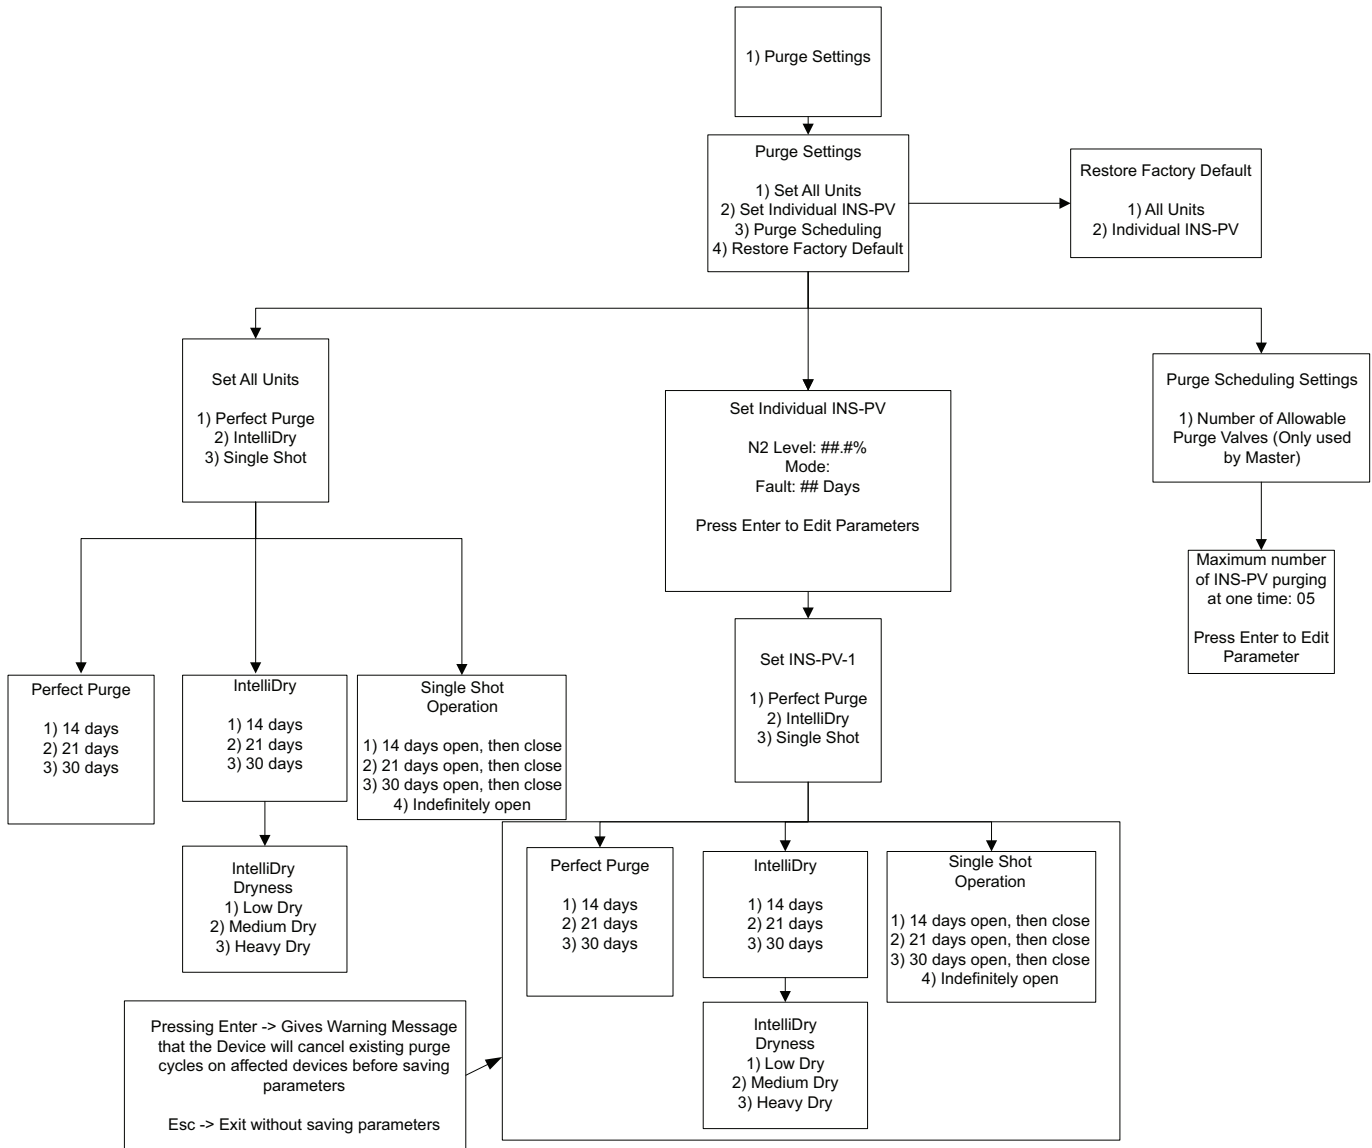 1) Purge Settings
Purge Settings
1) Set All Units
2) Set Individual INS-PV
3) Purge Scheduling
4) Restore Factory Default
Restore Factory Default
1) All Units
2) Individual INS-PV
Set All Units
1) Perfect Purge
2) IntelliDry
3) Single Shot
Set Individual INS-PV
N2 Level: ##.#%
Mode:
Fault: ## Days
Press Enter to Edit Parameters
Purge Scheduling Settings
1) Number of Allowable
Purge Valves (Only used
by Master)
Maximum number
of INS-PV purging
at one time: 05
Press Enter to Edit
Parameter
Set INS-PV-1
1) Perfect Purge
2) IntelliDry
3) Single Shot
Perfect Purge
1) 14 days
2) 21 days
3) 30 days
IntelliDry
1) 14 days
2) 21 days
3) 30 days
Single Shot
Operation
1) 14 days open, then close
2) 21 days open, then close
3) 30 days open, then close
4) Indefinitely open
IntelliDry
Dryness
1) Low Dry
2) Medium Dry
3) Heavy Dry
Perfect Purge
1) 14 days
2) 21 days
3) 30 days
IntelliDry
1) 14 days
2) 21 days
3) 30 days
Single Shot
Operation
1) 14 days open, then close
2) 21 days open, then close
3) 30 days open, then close
4) Indefinitely open
IntelliDry
Dryness
1) Low Dry
2) Medium Dry
3) Heavy Dry
Pressing Enter -> Gives Warning Message
that the Device will cancel existing purge
cycles on affected devices before saving
parameters
Esc -> Exit without saving parameters